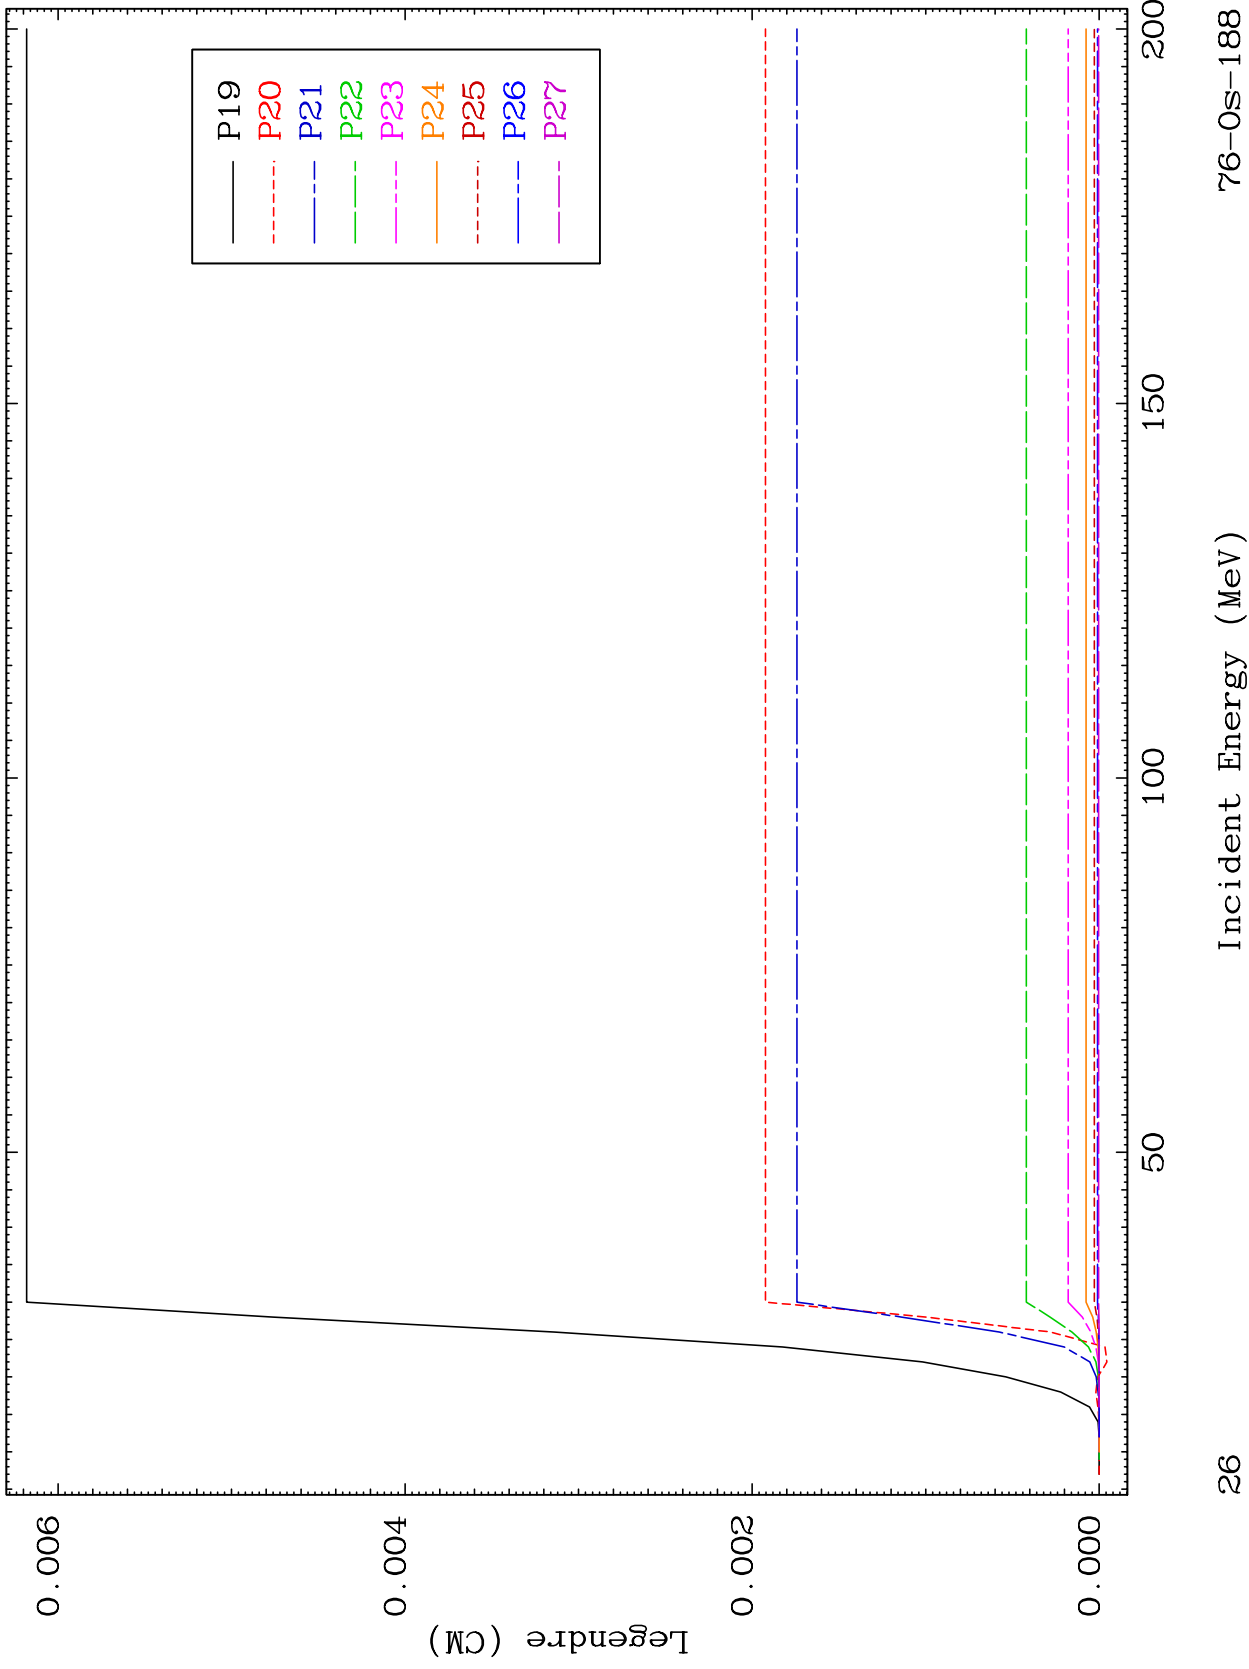 P19
P20
P21
P22
P23
P24
P25
P26
P27
0.006
0.004
0.002
0.000
Legendre (CM)
50
100
150
200
Incident Energy (MeV)
26
76-Os-188